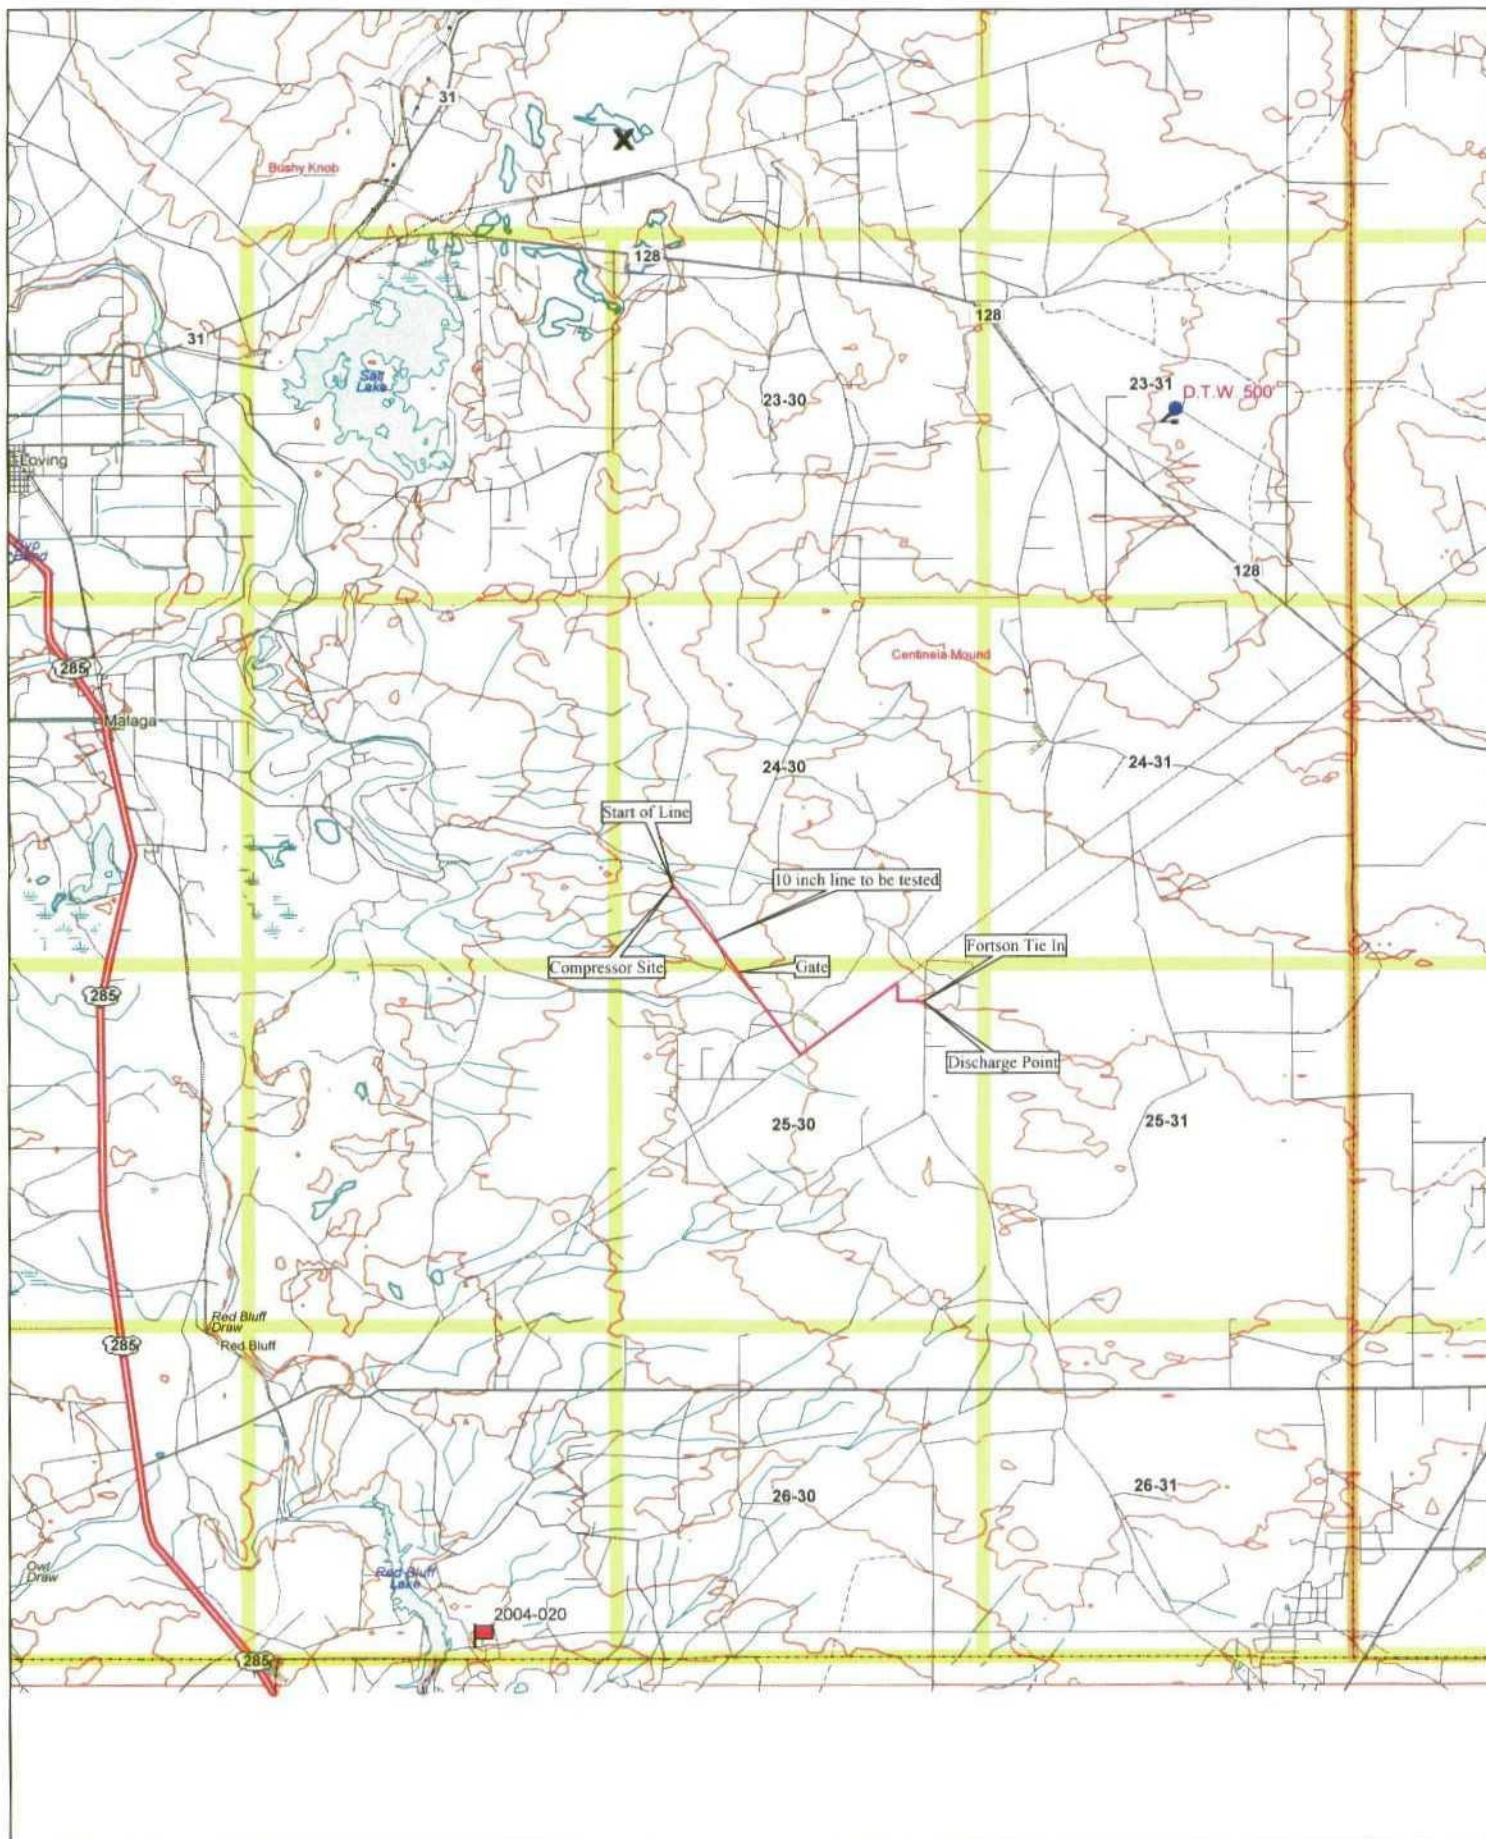 31
Bushy Knob
128
128
31
Salt
Lake
23-30
23-31
D.T.W. 500'
Loving
128
285
Centinela Mound
Malaga
24-30
24-31
Start of Line
10 inch line to be tested
Fortson Tie In
Compressor Site
Gate
285
Discharge Point
25-30
25-31
Red Bluff
Draw
285
Red Bluff
26-30
26-31
Owl
Draw
Red Bluff
Lake
2004-020
285